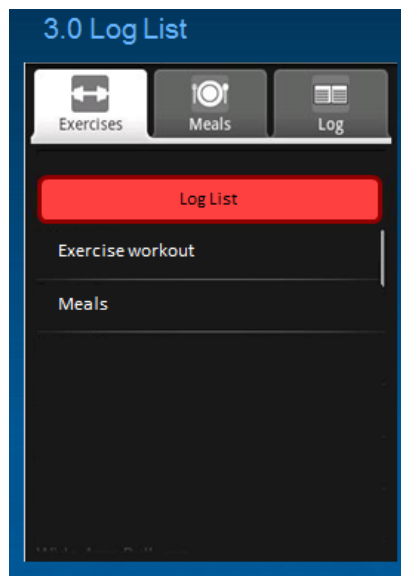 3.0 Log List
Exercises Meals Log
Log List
Exercise workout
Meals